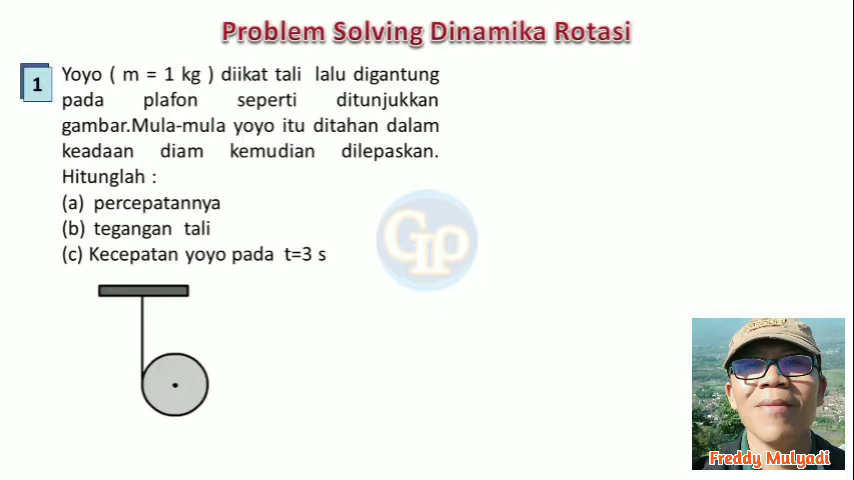 Problem Solving Dinamika Rotasi
1
Yoyo ( m = 1 kg ) diikat tali lalu digantung
pada plafon seperti ditunjukkan
gambar.Mula-mula yoyo itu ditahan dalam
keadaan diam kemudian dilepaskan.
Hitunglah :
(a) percepatannya
(b) tegangan tali
(c) Kecepatan yoyo pada t=3 s
GIP
Freddy Mulyadi